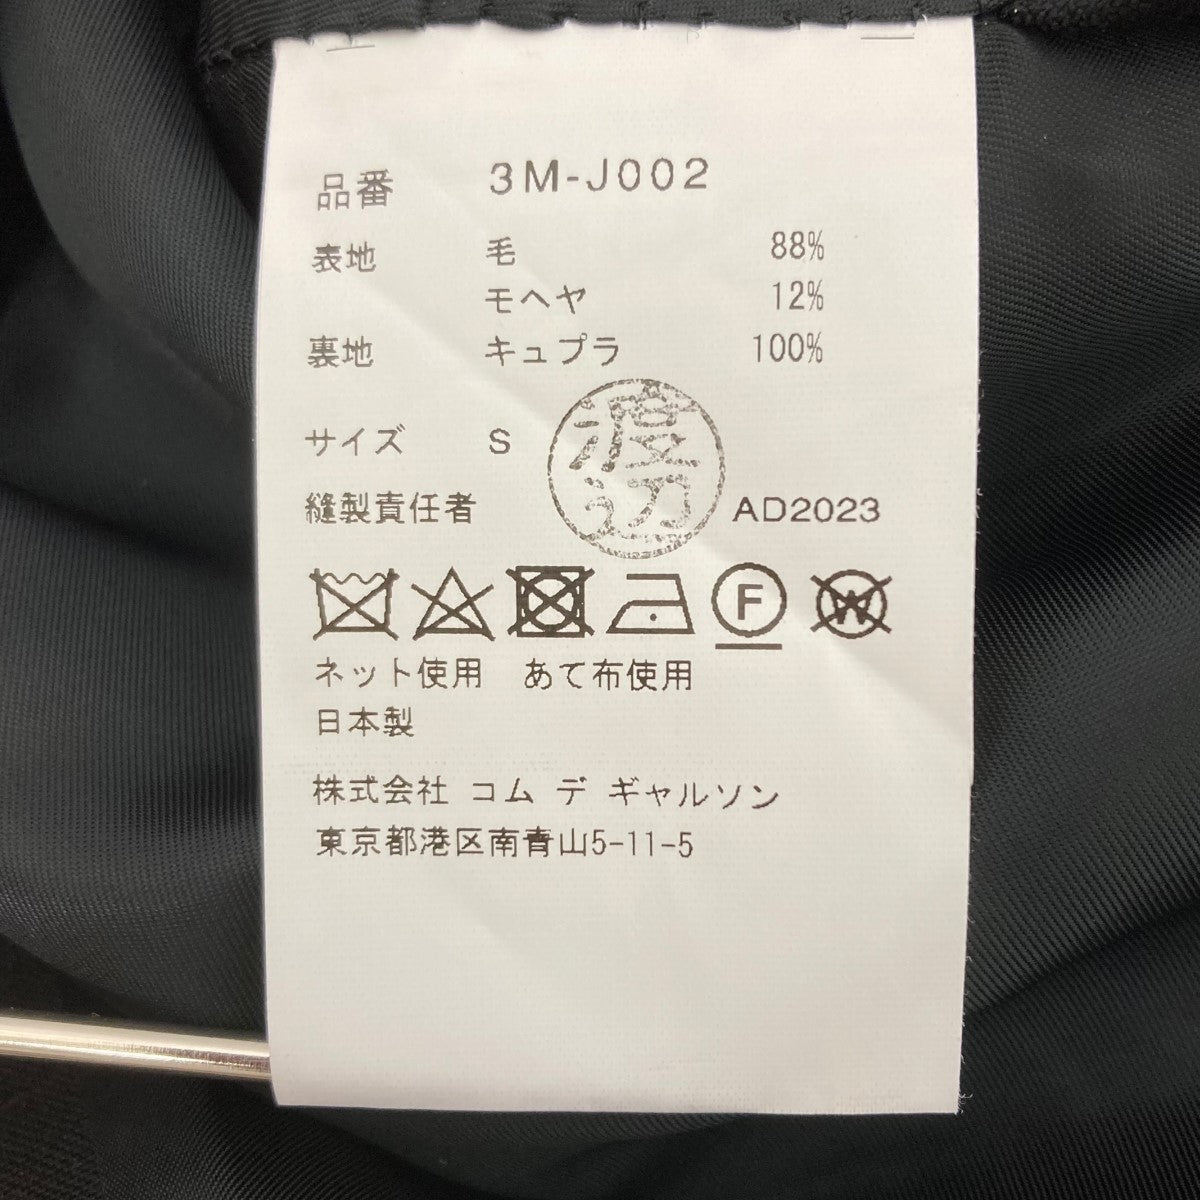 品番 3M-J002
表地 毛 88%
モヘヤ 12%
裏地 キュプラ 100%
サイズ S
渡辺
縫製責任者 AD2023
F W
ネット使用 あて布使用
日本製
株式会社 コム デ ギャルソン
東京都港区南青山5-11-5